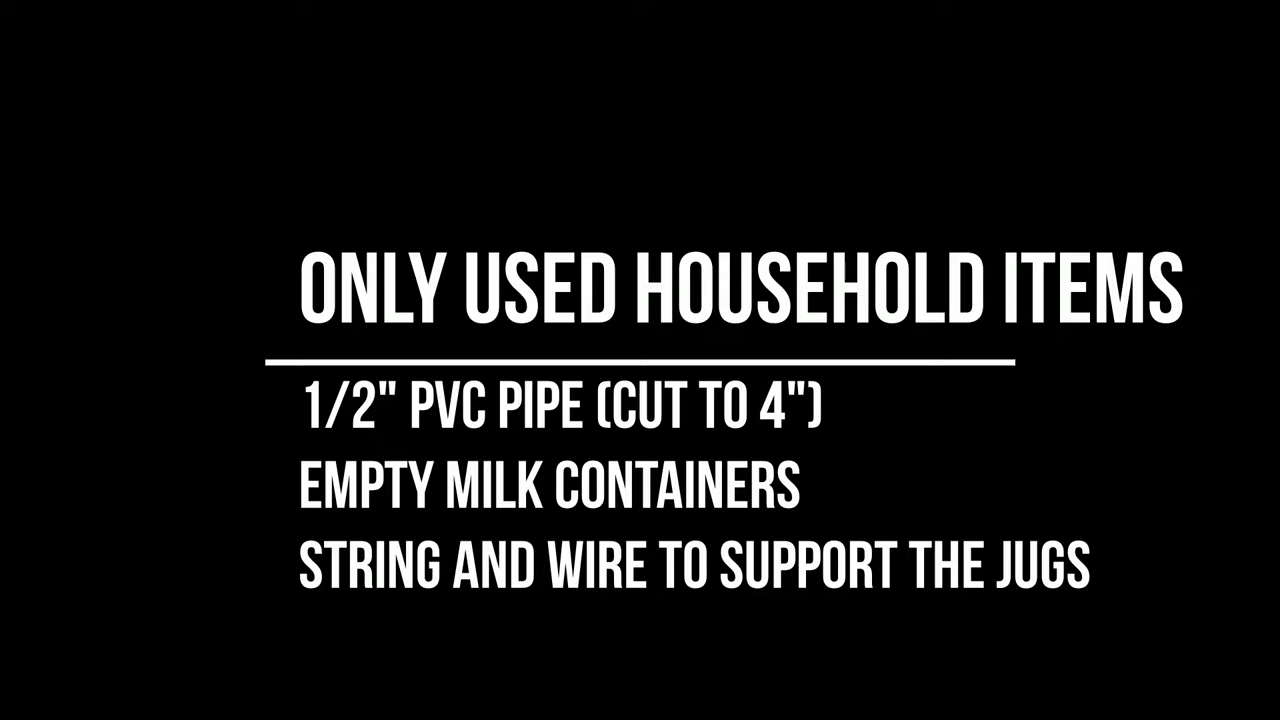 ONLY USED HOUSEHOLD ITEMS
1/2" PVC PIPE (CUT TO 4")
EMPTY MILK CONTAINERS
STRING AND WIRE TO SUPPORT THE JUGS